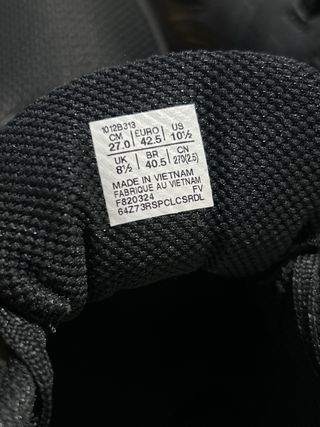 1012B313
CM EURO US
27.0 42.5 10½
UK BR CN
8½ 40.5 270(2.5)
MADE IN VIETNAM
FABRIQUE AU VIETNAM
F820324 FV
64Z73RSPCLCSRDL